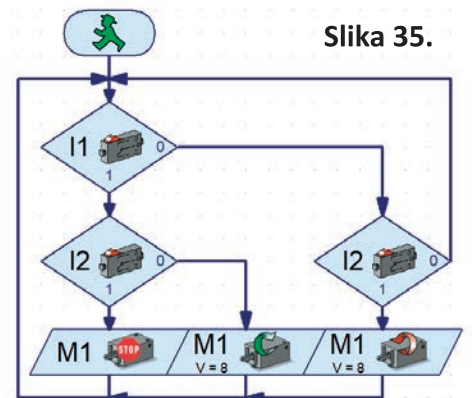 Slika 35.
I1 0
1
I2 0
1
I2 0
1
M1 STOP
M1
V = 8
M1
V = 8